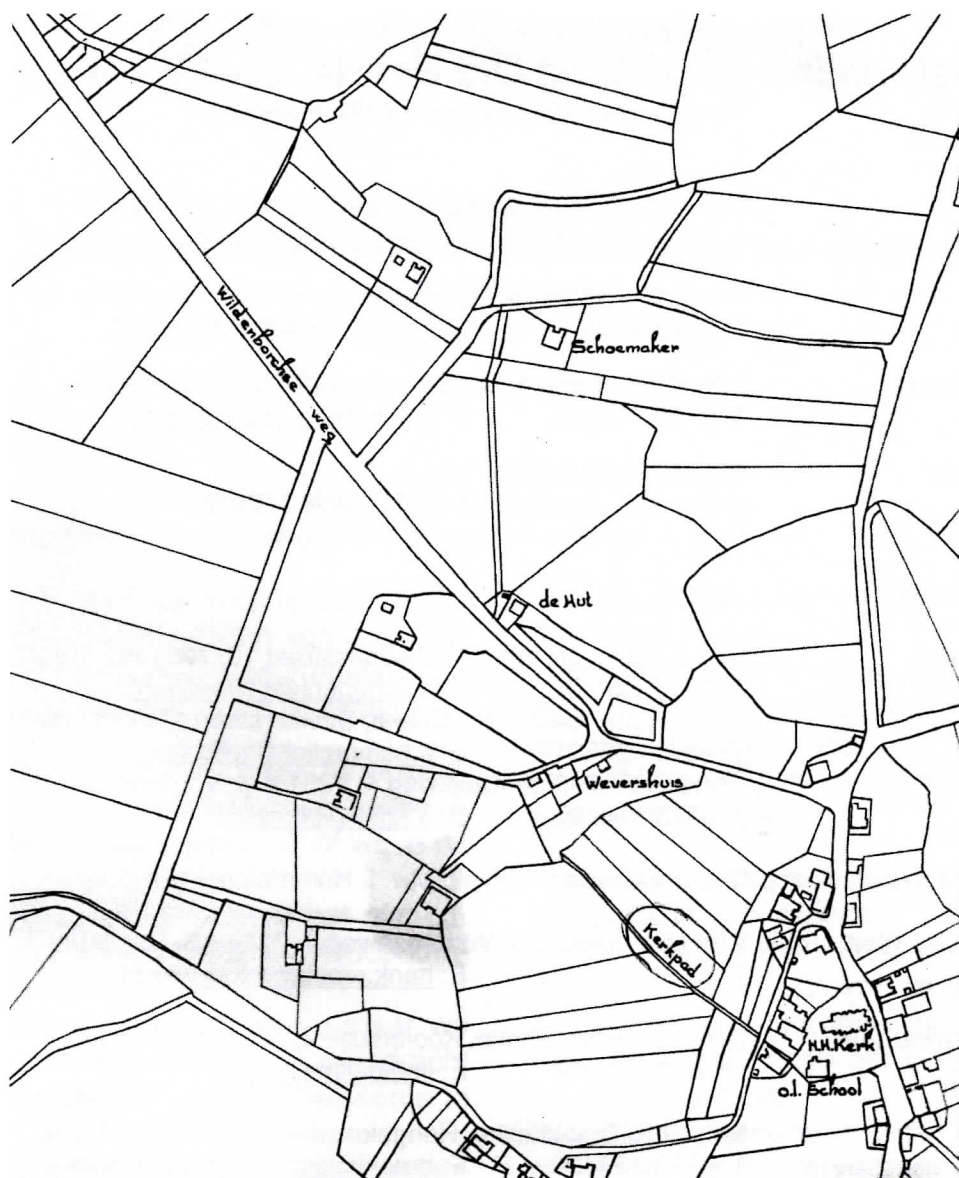 Wildenborchse weg
Schoemaker
de Hut
Wevershuis
Kerkpad
H.H.Kerk
o.l. School